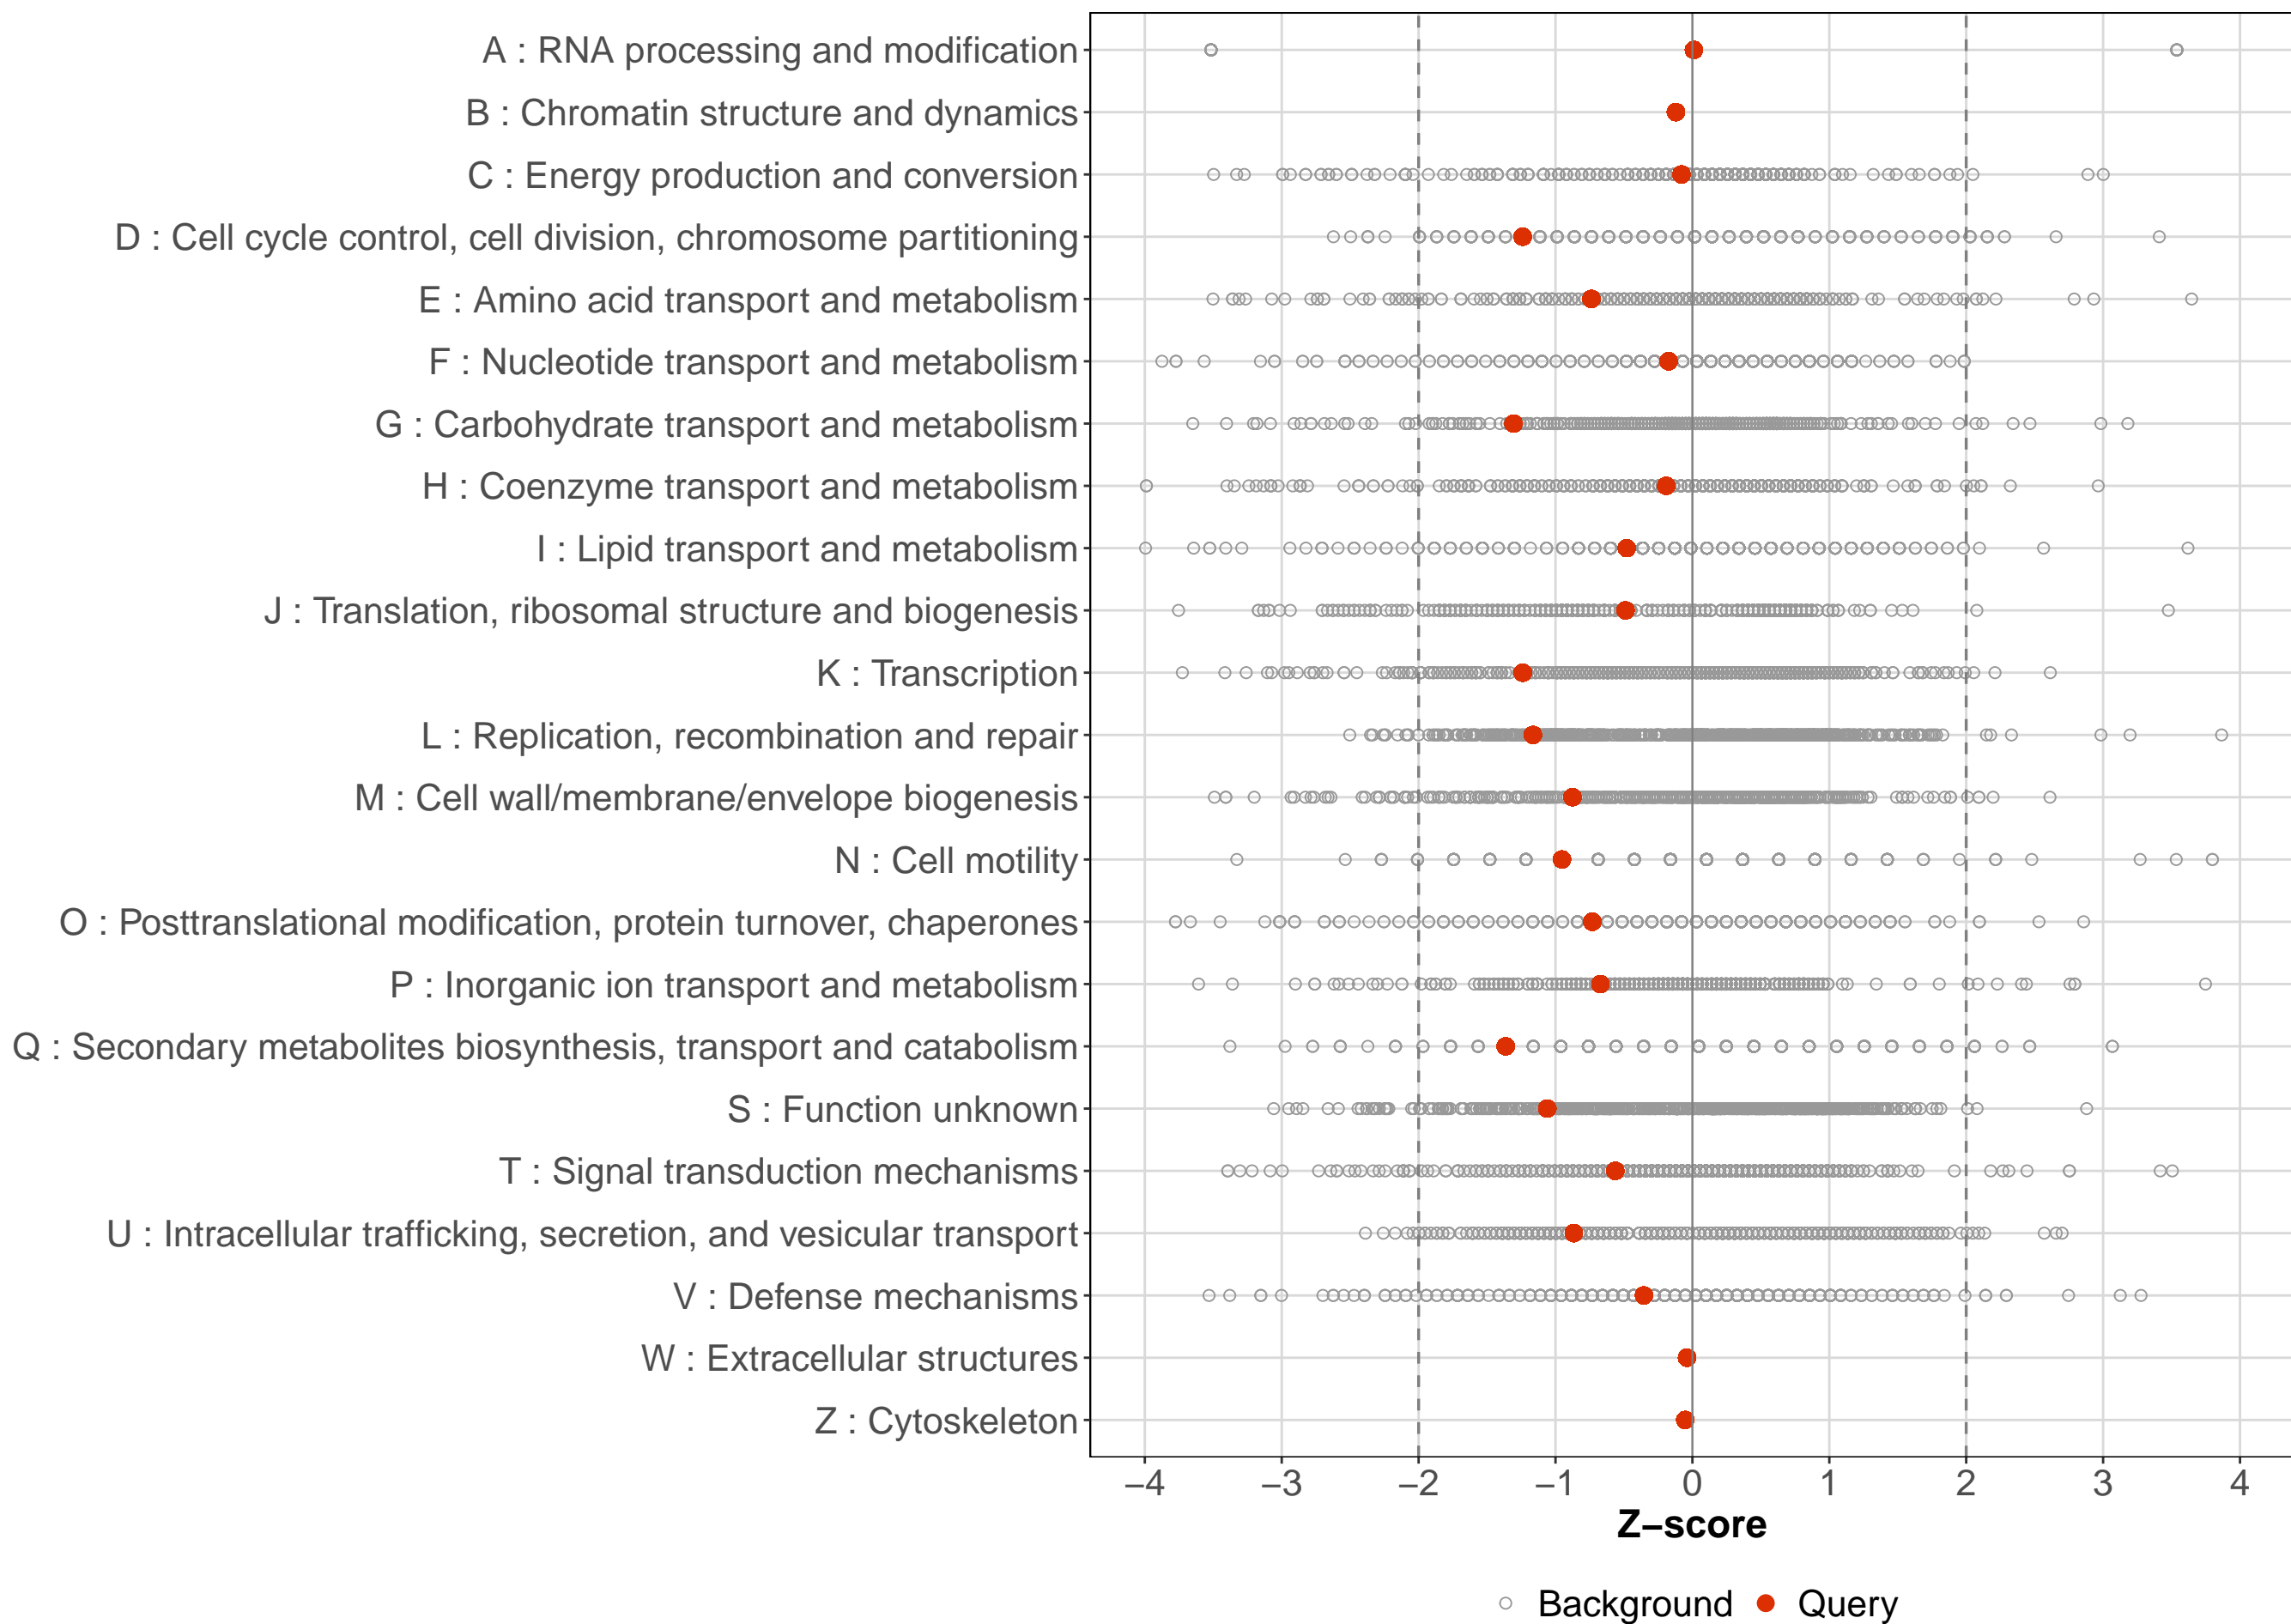 A : RNA processing and modification
B : Chromatin structure and dynamics
C : Energy production and conversion
D : Cell cycle control, cell division, chromosome partitioning
E : Amino acid transport and metabolism
F : Nucleotide transport and metabolism
G : Carbohydrate transport and metabolism
H : Coenzyme transport and metabolism
I : Lipid transport and metabolism
J : Translation, ribosomal structure and biogenesis
K : Transcription
L : Replication, recombination and repair
M : Cell wall/membrane/envelope biogenesis
N : Cell motility
O : Posttranslational modification, protein turnover, chaperones
P : Inorganic ion transport and metabolism
Q : Secondary metabolites biosynthesis, transport and catabolism
S : Function unknown
T : Signal transduction mechanisms
U : Intracellular trafficking, secretion, and vesicular transport
V : Defense mechanisms
W : Extracellular structures
Z : Cytoskeleton
−4 −3 −2 −1 0 1 2 3 4
Z−score
Background Query